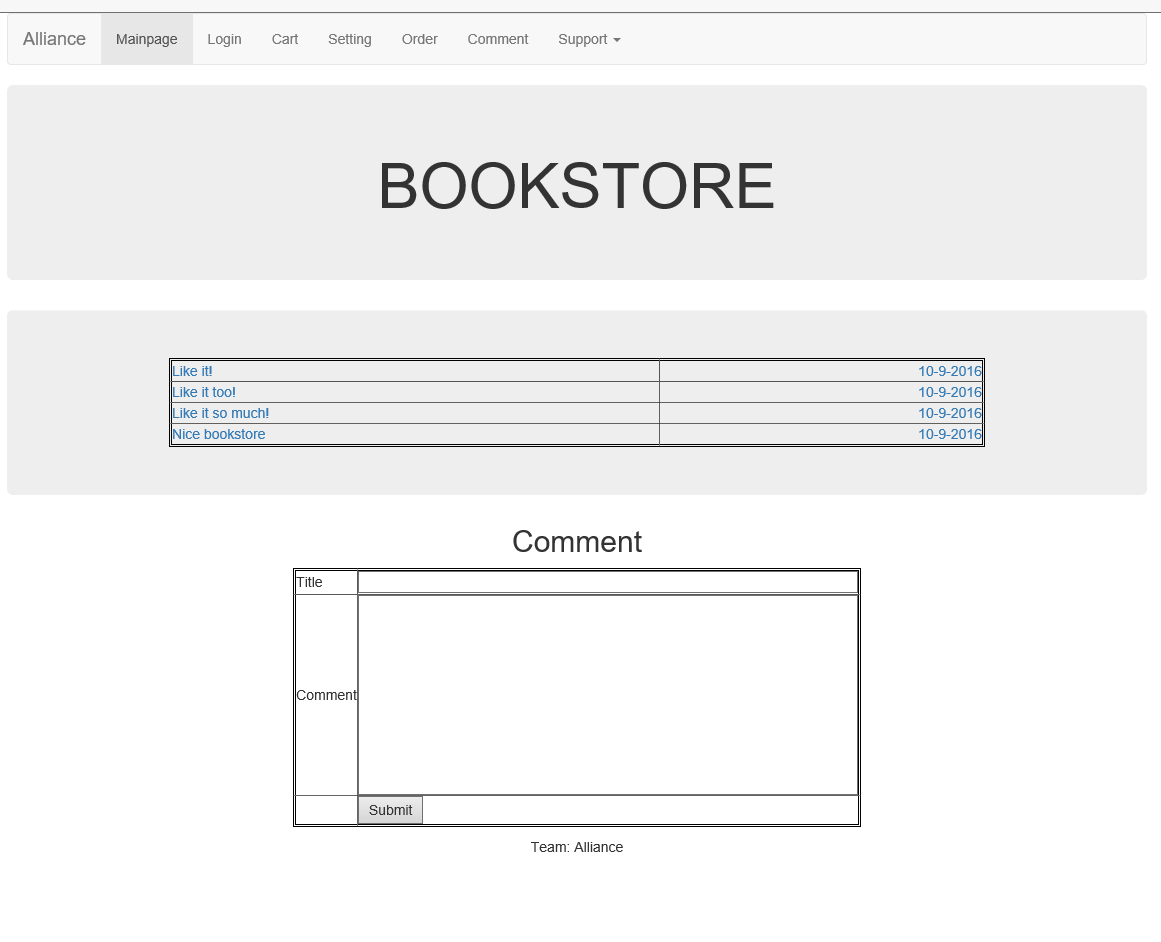 Alliance Mainpage Login Cart Setting Order Comment Support
BOOKSTORE
Like it! 10-9-2016
Like it too! 10-9-2016
Like it so much! 10-9-2016
Nice bookstore 10-9-2016
Comment
Title
Comment
Submit
Team: Alliance